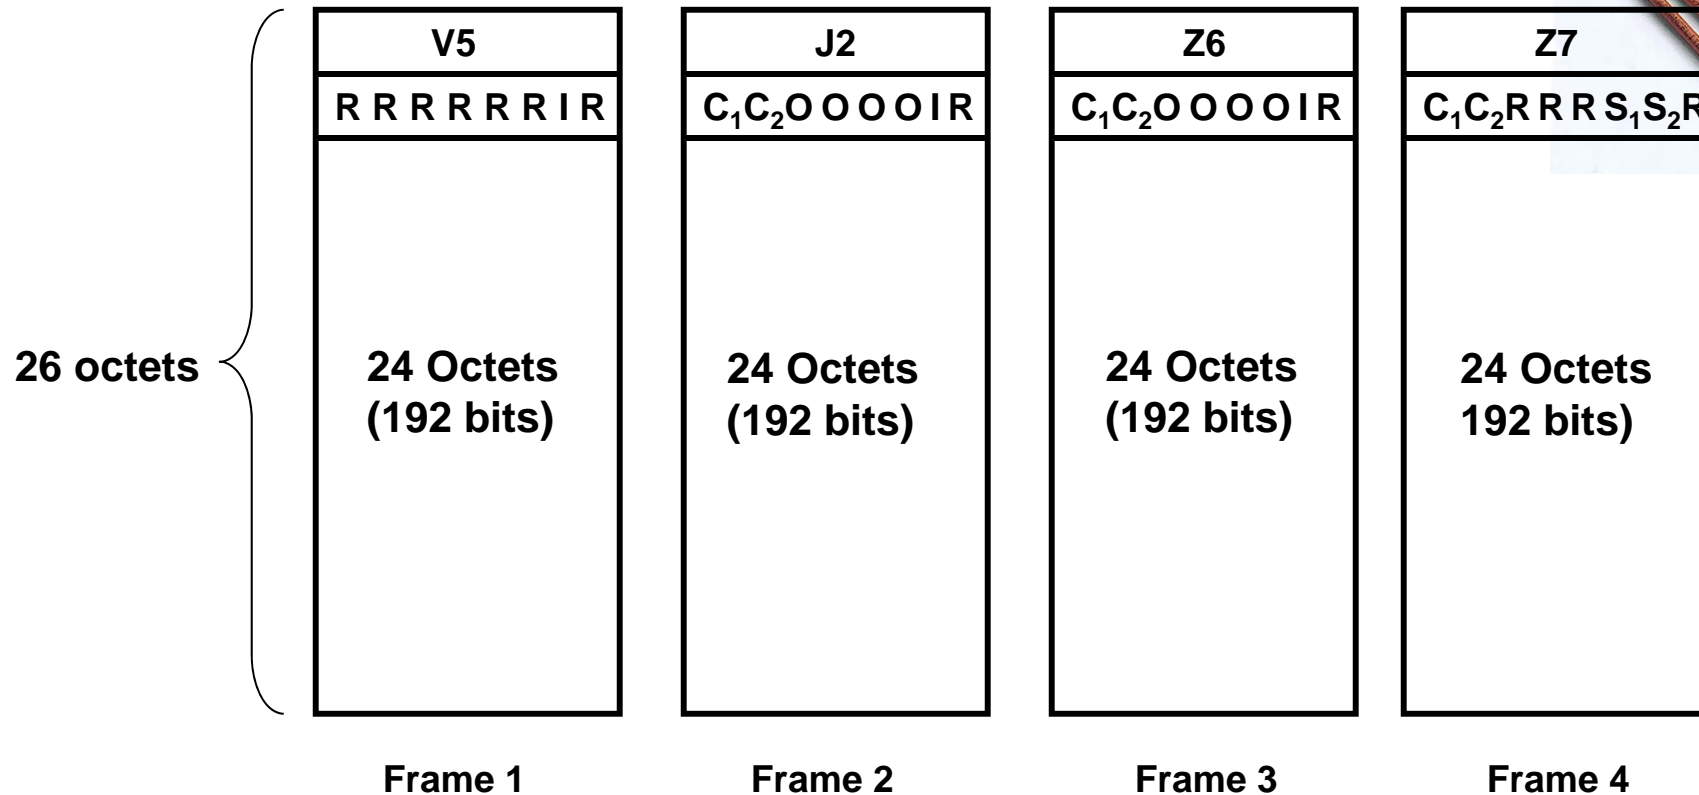 V5
J2
Z6
Z7
R R R R R R I R
C₁C₂O O O O I R
C₁C₂O O O O I R
C₁C₂R R R S₁S₂R
26 octets
24 Octets
(192 bits)
24 Octets
(192 bits)
24 Octets
(192 bits)
24 Octets
192 bits)
Frame 1
Frame 2
Frame 3
Frame 4